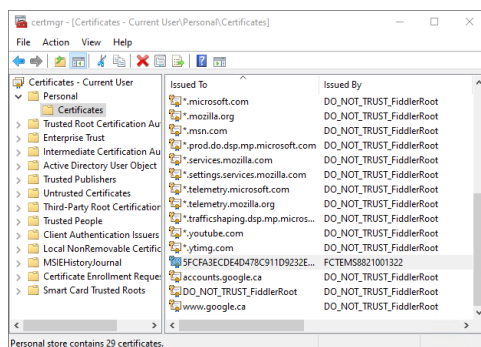 certmgr - [Certificates - Current User\Personal\Certificates]
File Action View Help
Certificates - Current User
Personal
Certificates
Trusted Root Certification Au
Enterprise Trust
Intermediate Certification Au
Active Directory User Object
Trusted Publishers
Untrusted Certificates
Third-Party Root Certification
Trusted People
Client Authentication Issuers
Local NonRemovable Certific
MSIEHistoryJournal
Certificate Enrollment Reque
Smart Card Trusted Roots
Issued To Issued By
*.microsoft.com DO_NOT_TRUST_FiddlerRoot
*.mozilla.org DO_NOT_TRUST_FiddlerRoot
*.msn.com DO_NOT_TRUST_FiddlerRoot
*.prod.do.dsp.mp.microsoft.com DO_NOT_TRUST_FiddlerRoot
*.services.mozilla.com DO_NOT_TRUST_FiddlerRoot
*.settings.services.mozilla.com DO_NOT_TRUST_FiddlerRoot
*.telemetry.microsoft.com DO_NOT_TRUST_FiddlerRoot
*.telemetry.mozilla.org DO_NOT_TRUST_FiddlerRoot
*.trafficshaping.dsp.mp.micros... DO_NOT_TRUST_FiddlerRoot
*.youtube.com DO_NOT_TRUST_FiddlerRoot
*.ytimg.com DO_NOT_TRUST_FiddlerRoot
5FCFA3ECDE4D478C911D9232E... FCTEMS8821001322
accounts.google.ca DO_NOT_TRUST_FiddlerRoot
DO_NOT_TRUST_FiddlerRoot DO_NOT_TRUST_FiddlerRoot
www.google.ca DO_NOT_TRUST_FiddlerRoot
Personal store contains 29 certificates.